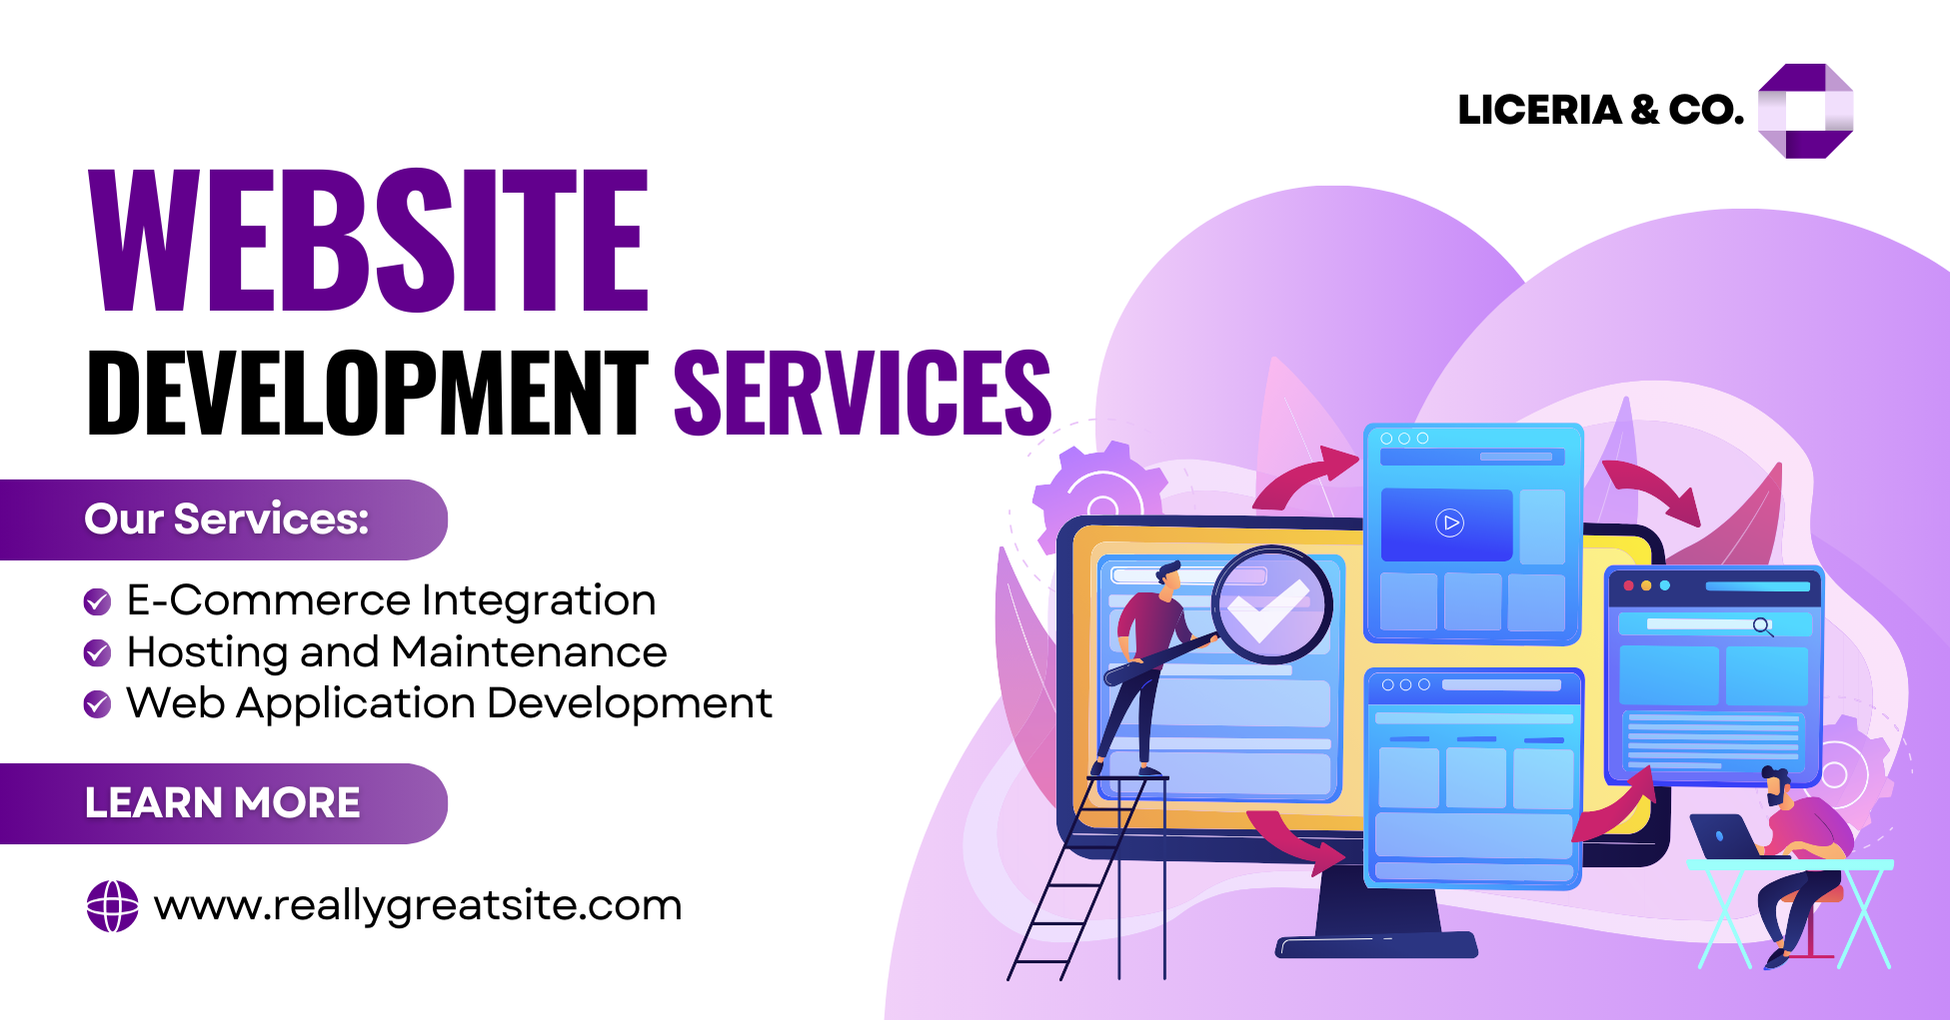 LICERIA & CO.
WEBSITE
DEVELOPMENT SERVICES
Our Services:
E-Commerce Integration
Hosting and Maintenance
Web Application Development
LEARN MORE
www.reallygreatsite.com